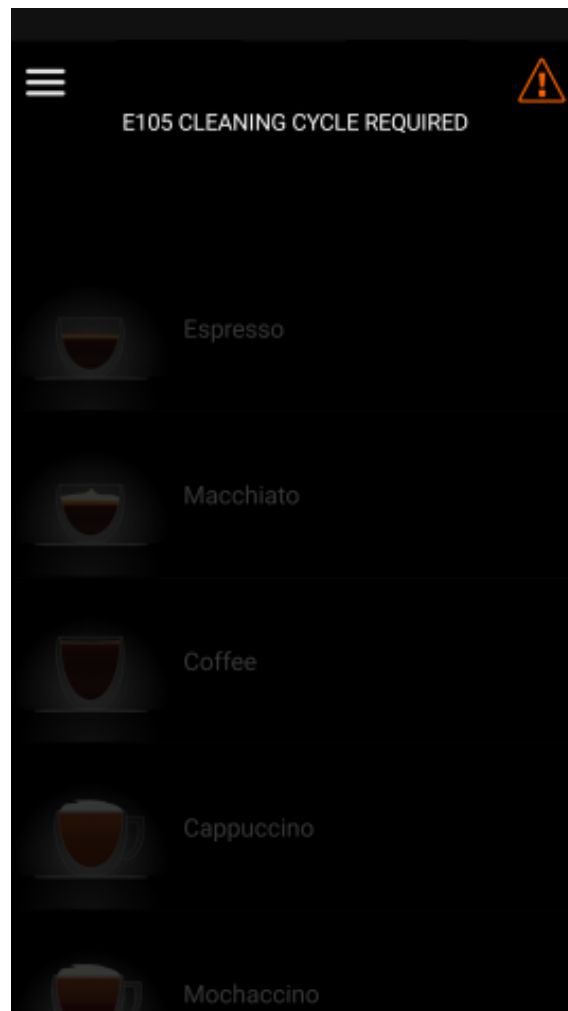 E105 CLEANING CYCLE REQUIRED
Espresso
Macchiato
Coffee
Cappuccino
Mochaccino